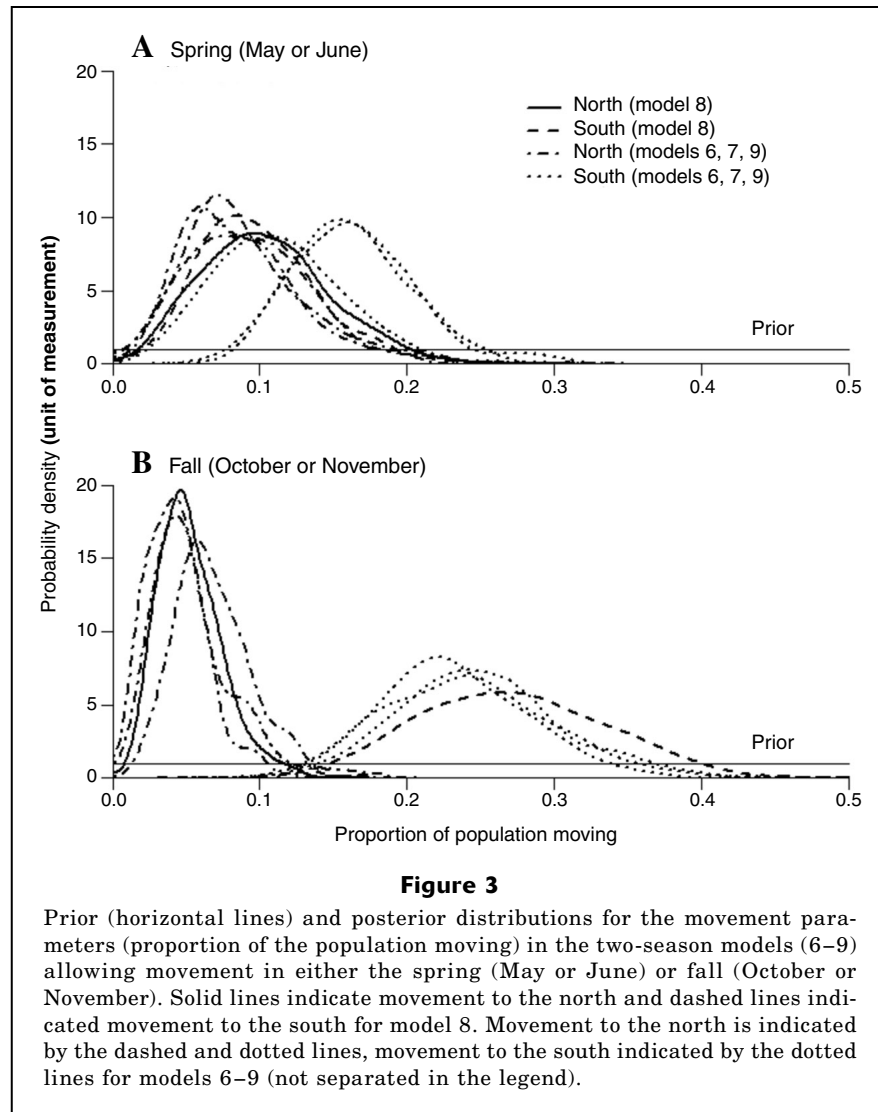 A Spring (May or June)
20
15
10
5
0
North (model 8)
South (model 8)
North (models 6, 7, 9)
South (models 6, 7, 9)
Prior
0.0 0.1 0.2 0.3 0.4 0.5
Probability density (unit of measurement)
B Fall (October or November)
20
15
10
5
0
Prior
0.0 0.1 0.2 0.3 0.4 0.5
Proportion of population moving
Figure 3
Prior (horizontal lines) and posterior distributions for the movement para-
meters (proportion of the population moving) in the two-season models (6–9)
allowing movement in either the spring (May or June) or fall (October or
November). Solid lines indicate movement to the north and dashed lines indi-
cated movement to the south for model 8. Movement to the north is indicated
by the dashed and dotted lines, movement to the south indicated by the dotted
lines for models 6–9 (not separated in the legend).